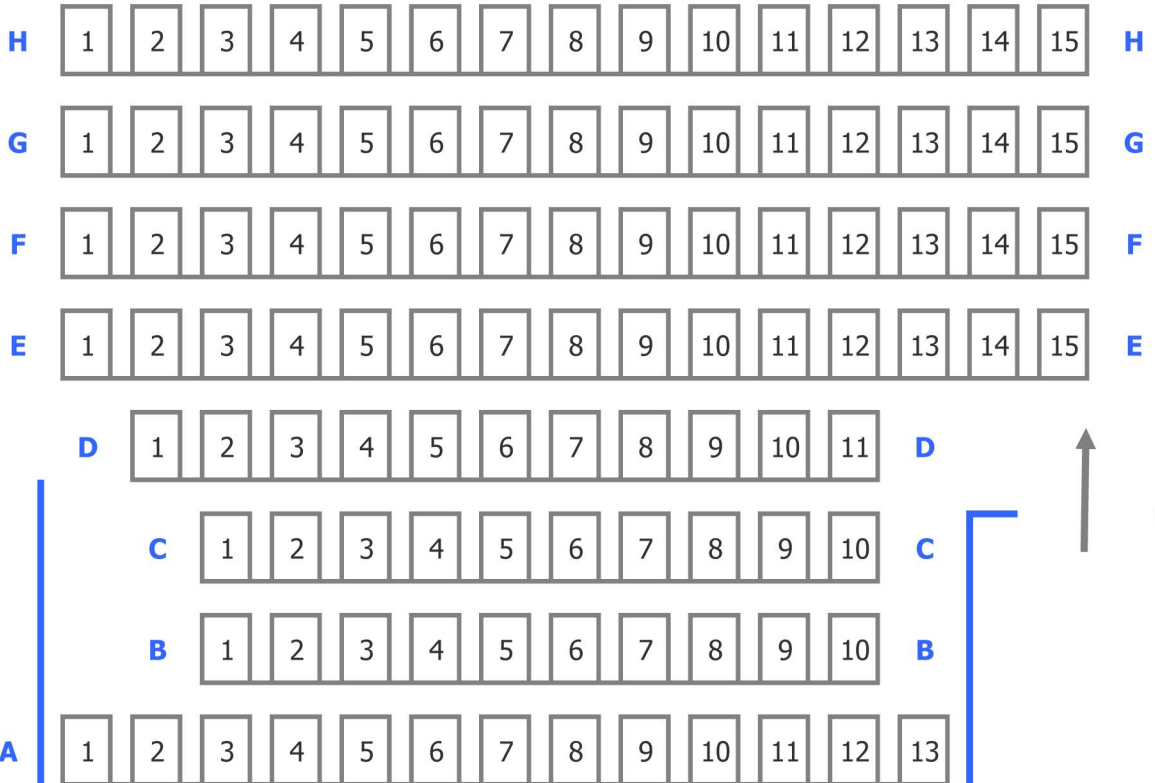 H 1 2 3 4 5 6 7 8 9 10 11 12 13 14 15 H
G 1 2 3 4 5 6 7 8 9 10 11 12 13 14 15 G
F 1 2 3 4 5 6 7 8 9 10 11 12 13 14 15 F
E 1 2 3 4 5 6 7 8 9 10 11 12 13 14 15 E
D 1 2 3 4 5 6 7 8 9 10 11 D
C 1 2 3 4 5 6 7 8 9 10 C
B 1 2 3 4 5 6 7 8 9 10 B
A 1 2 3 4 5 6 7 8 9 10 11 12 13